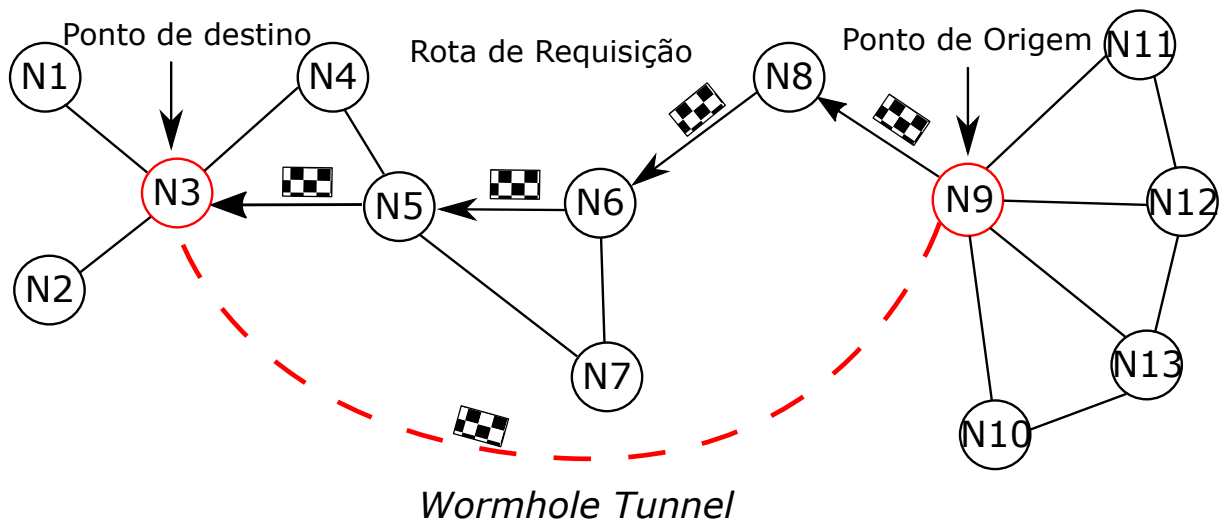 Ponto de destino
Rota de Requisição
Ponto de Origem
N1
N4
N8
N11
N3
N5
N6
N9
N12
N2
N7
N13
N10
Wormhole Tunnel